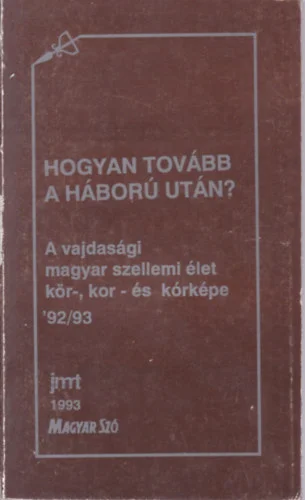 HOGYAN TOVÁBB
A HÁBORÚ UTÁN?
A vajdasági
magyar szellemi élet
kör-, kor - és kórképe
'92/93
jmt
1993
MAGYAR SZÓ